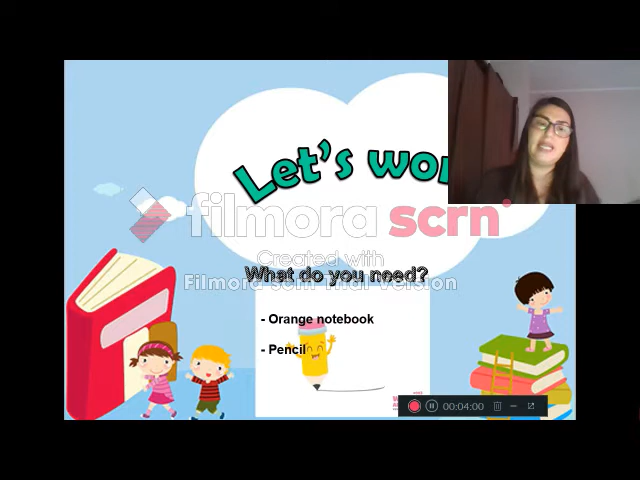 Let's wor
filmora scrn
Created with
Filmora scrn Trial Version
What do you need?
- Orange notebook
- Pencil
00:04:00